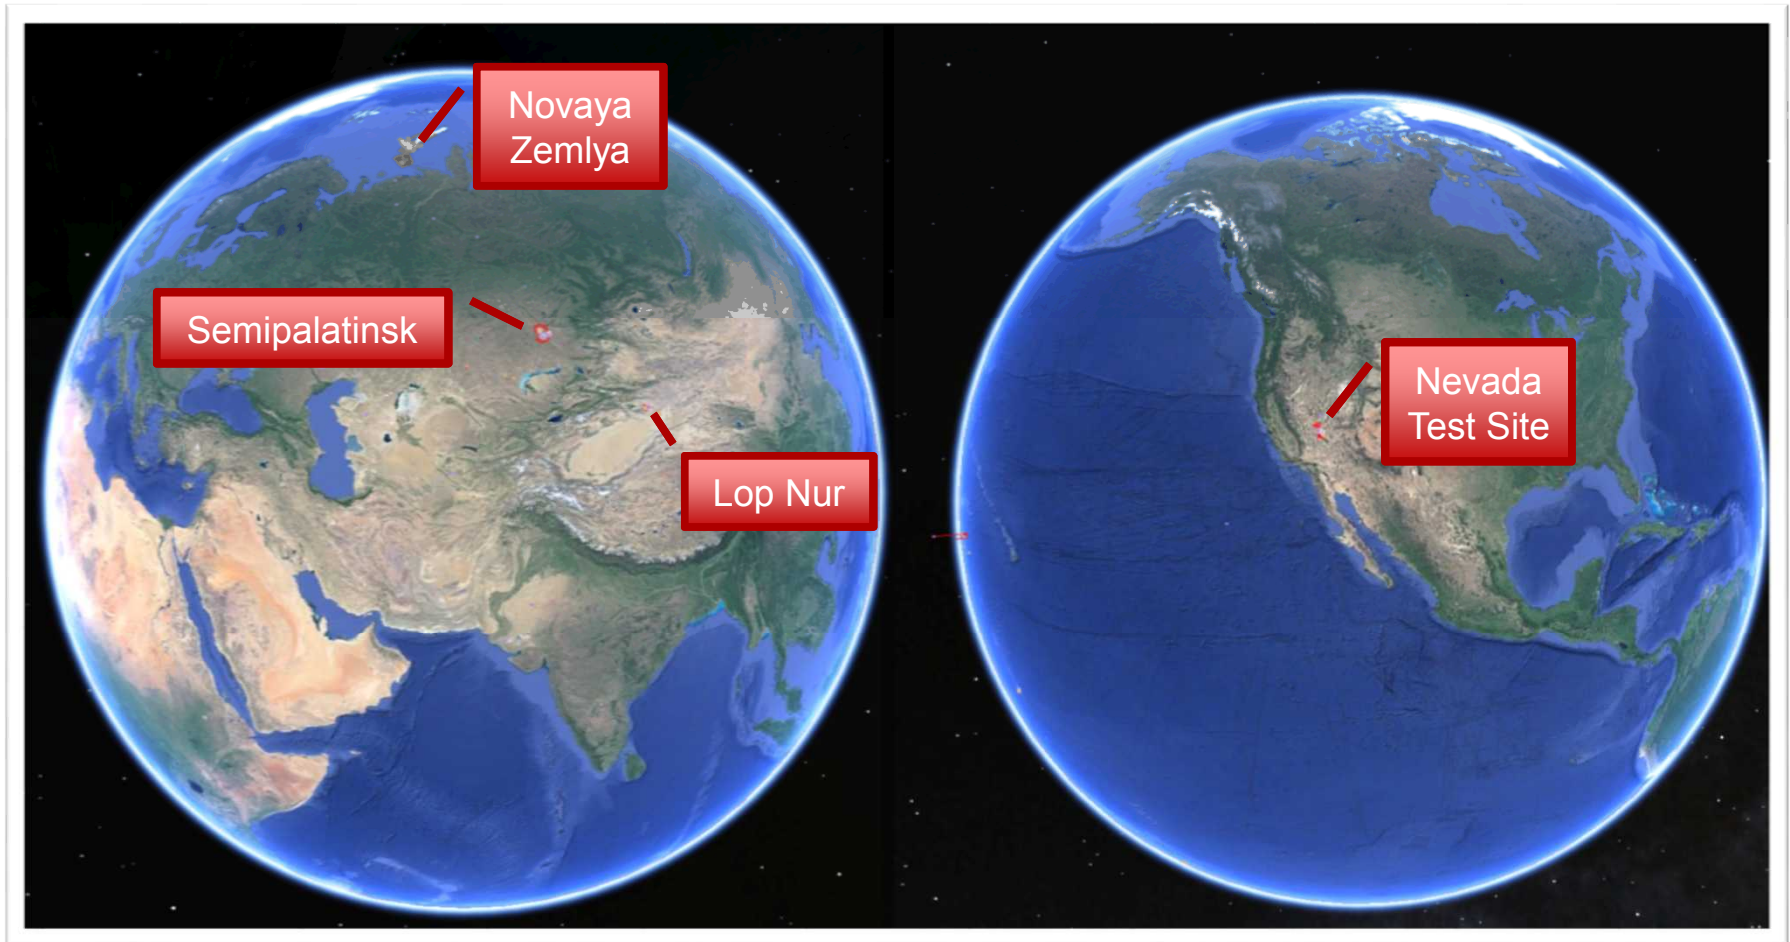 Novaya
Zemlya
Semipalatinsk
Lop Nur
Nevada
Test Site